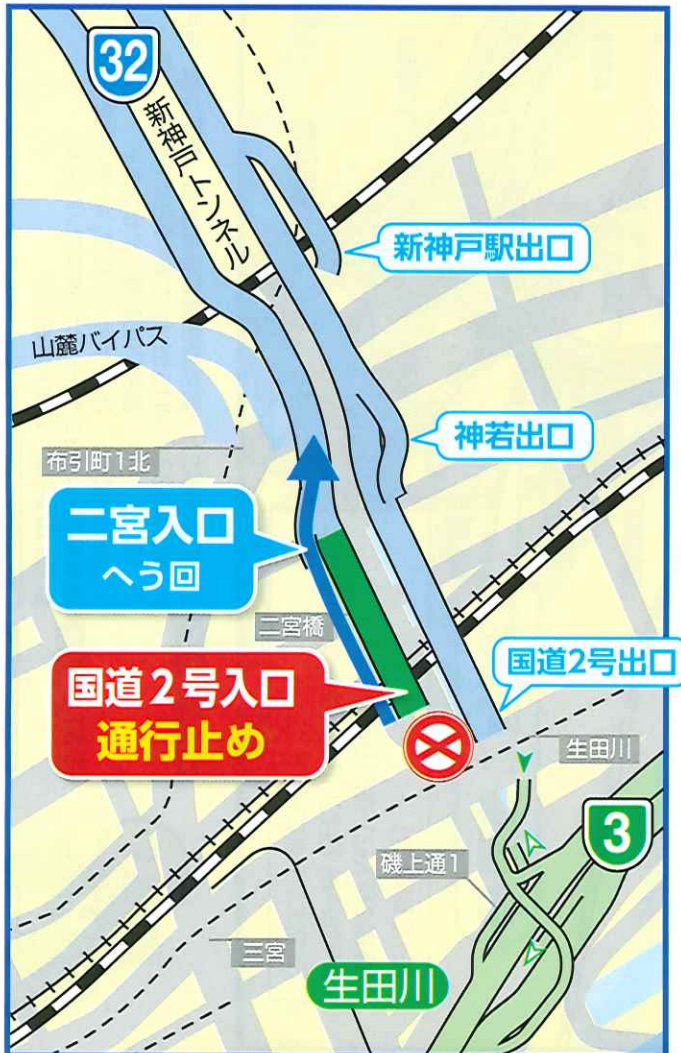 32
新神戸トンネル
新神戸駅出口
山麓バイパス
神若出口
布引町1北
二宮入口
へう回
二宮橋
国道2号出口
国道2号入口
通行止め
生田川
3
磯上通1
三宮
生田川